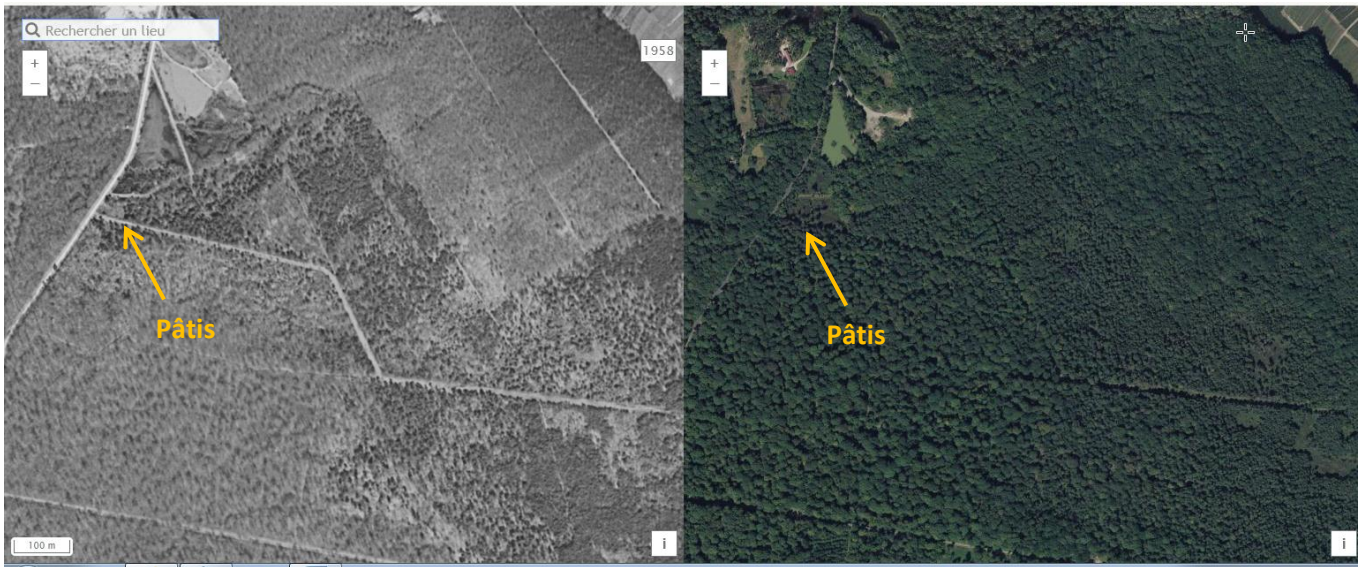 Rechercher un lieu
+
−
1958
+
−
Pâtis
Pâtis
100 m
i
i